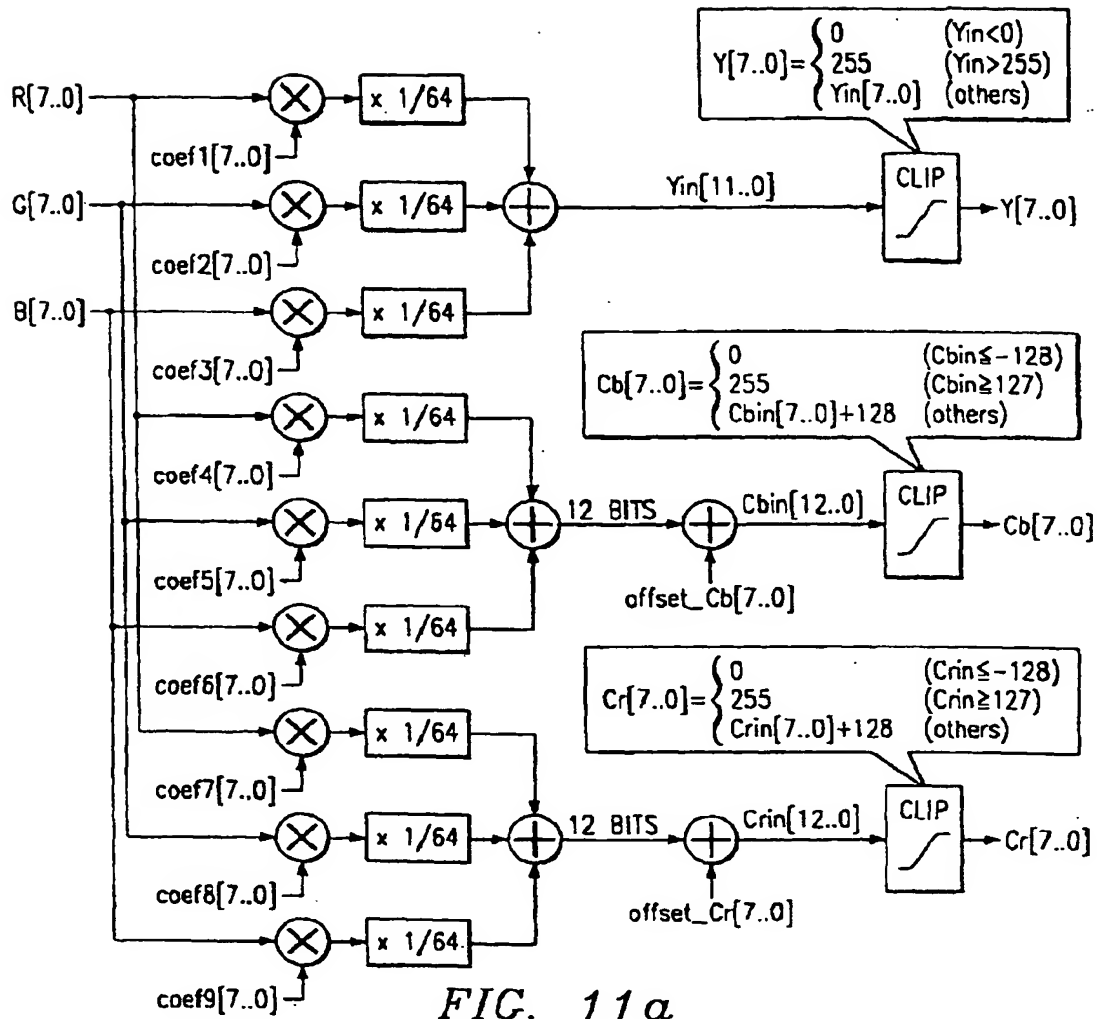 Y[7..0]= { 0 (Yin<0)
255 (Yin>255)
Yin[7..0] (others)
R[7..0]
x 1/64
coef1[7..0]
CLIP
G[7..0]
x 1/64
Yin[11..0]
Y[7..0]
coef2[7..0]
B[7..0]
x 1/64
coef3[7..0]
Cb[7..0]= { 0 (Cbin≦-128)
255 (Cbin≧127)
Cbin[7..0]+128 (others)
x 1/64
coef4[7..0]
CLIP
x 1/64
12 BITS
Cbin[12..0]
Cb[7..0]
coef5[7..0]
offset_Cb[7..0]
x 1/64
coef6[7..0]
Cr[7..0]= { 0 (Crin≦-128)
255 (Crin≧127)
Crin[7..0]+128 (others)
x 1/64
coef7[7..0]
CLIP
x 1/64
12 BITS
Crin[12..0]
Cr[7..0]
coef8[7..0]
offset_Cr[7..0]
x 1/64
coef9[7..0]
FIG. 11a